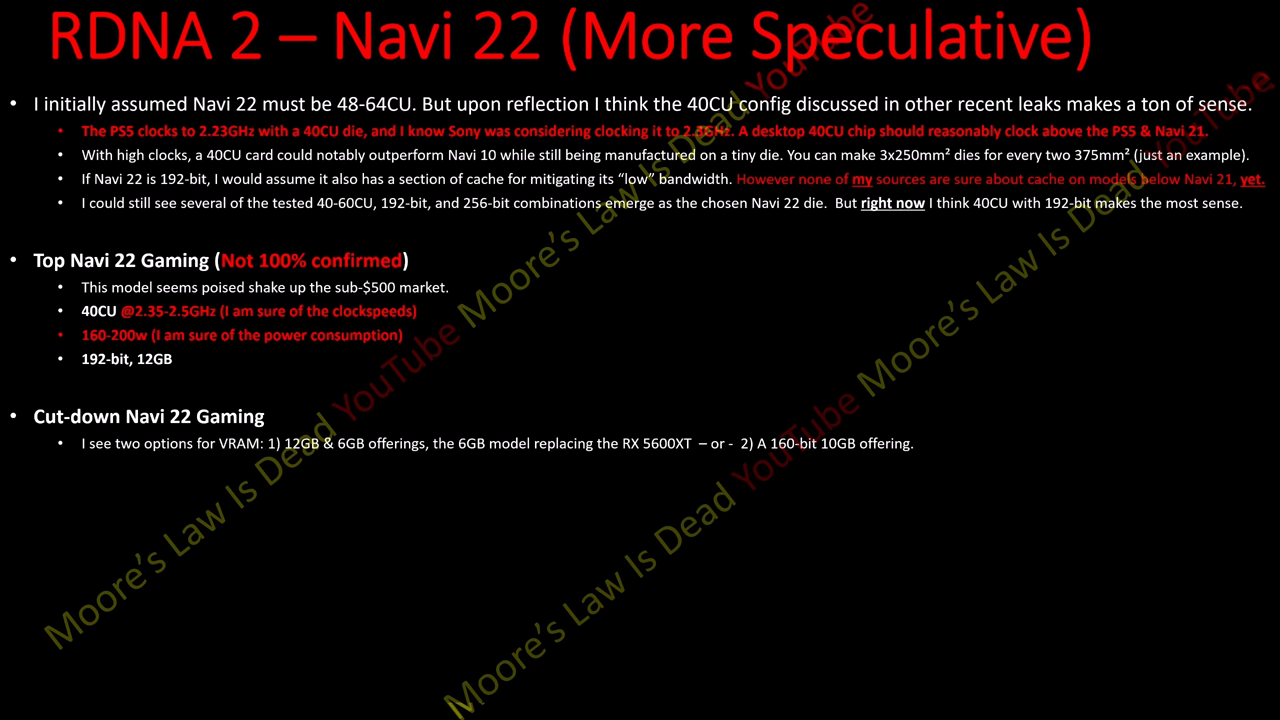 RDNA 2 – Navi 22 (More Speculative)
• I initially assumed Navi 22 must be 48-64CU. But upon reflection I think the 40CU config discussed in other recent leaks makes a ton of sense.
• The PS5 clocks to 2.23GHz with a 40CU die, and I know Sony was considering clocking it to 2.3GHz. A desktop 40CU chip should reasonably clock above the PS5 & Navi 21.
• With high clocks, a 40CU card could notably outperform Navi 10 while still being manufactured on a tiny die. You can make 3x250mm² dies for every two 375mm² (just an example).
• If Navi 22 is 192-bit, I would assume it also has a section of cache for mitigating its “low” bandwidth. However none of my sources are sure about cache on models below Navi 21, yet.
• I could still see several of the tested 40-60CU, 192-bit, and 256-bit combinations emerge as the chosen Navi 22 die. But right now I think 40CU with 192-bit makes the most sense.
• Top Navi 22 Gaming (Not 100% confirmed)
• This model seems poised shake up the sub-$500 market.
• 40CU @2.35-2.5GHz (I am sure of the clockspeeds)
• 160-200w (I am sure of the power consumption)
• 192-bit, 12GB
• Cut-down Navi 22 Gaming
• I see two options for VRAM: 1) 12GB & 6GB offerings, the 6GB model replacing the RX 5600XT – or - 2) A 160-bit 10GB offering.
Moore’s Law Is Dead YouTube Moore’s Law Is Dead YouTube
Moore’s Law Is Dead YouTube Moore’s Law Is Dead YouTube